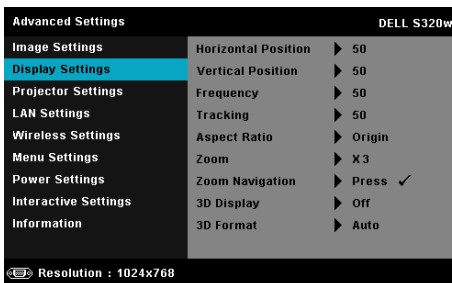 Advanced Settings DELL S320w
Image Settings Horizontal Position 50
Display Settings Vertical Position 50
Projector Settings Frequency 50
LAN Settings Tracking 50
Wireless Settings Aspect Ratio Origin
Menu Settings Zoom X3
Power Settings Zoom Navigation Press ✓
Interactive Settings 3D Display Off
Information 3D Format Auto
Resolution : 1024x768